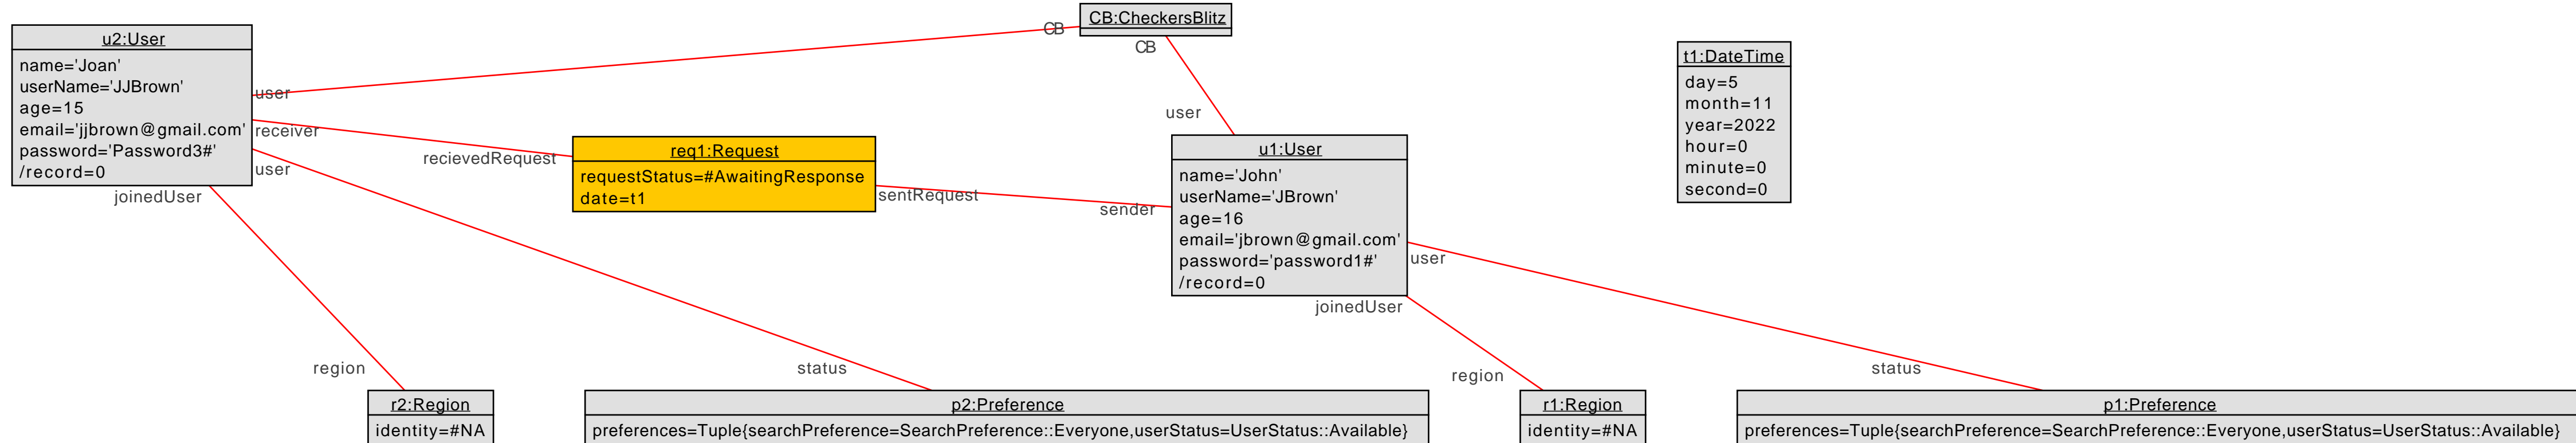 CB:CheckersBlitz
CB
CB
u2:User
name='Joan'
userName='JJBrown'
age=15
email='jjbrown@gmail.com'
password='Password3#'
/record=0
user
receiver
user
joinedUser
recievedRequest
req1:Request
requestStatus=#AwaitingResponse
date=t1
sentRequest
sender
user
u1:User
name='John'
userName='JBrown'
age=16
email='jbrown@gmail.com'
password='password1#'
/record=0
user
joinedUser
t1:DateTime
day=5
month=11
year=2022
hour=0
minute=0
second=0
region
status
region
status
r2:Region
identity=#NA
p2:Preference
preferences=Tuple{searchPreference=SearchPreference::Everyone,userStatus=UserStatus::Available}
r1:Region
identity=#NA
p1:Preference
preferences=Tuple{searchPreference=SearchPreference::Everyone,userStatus=UserStatus::Available}